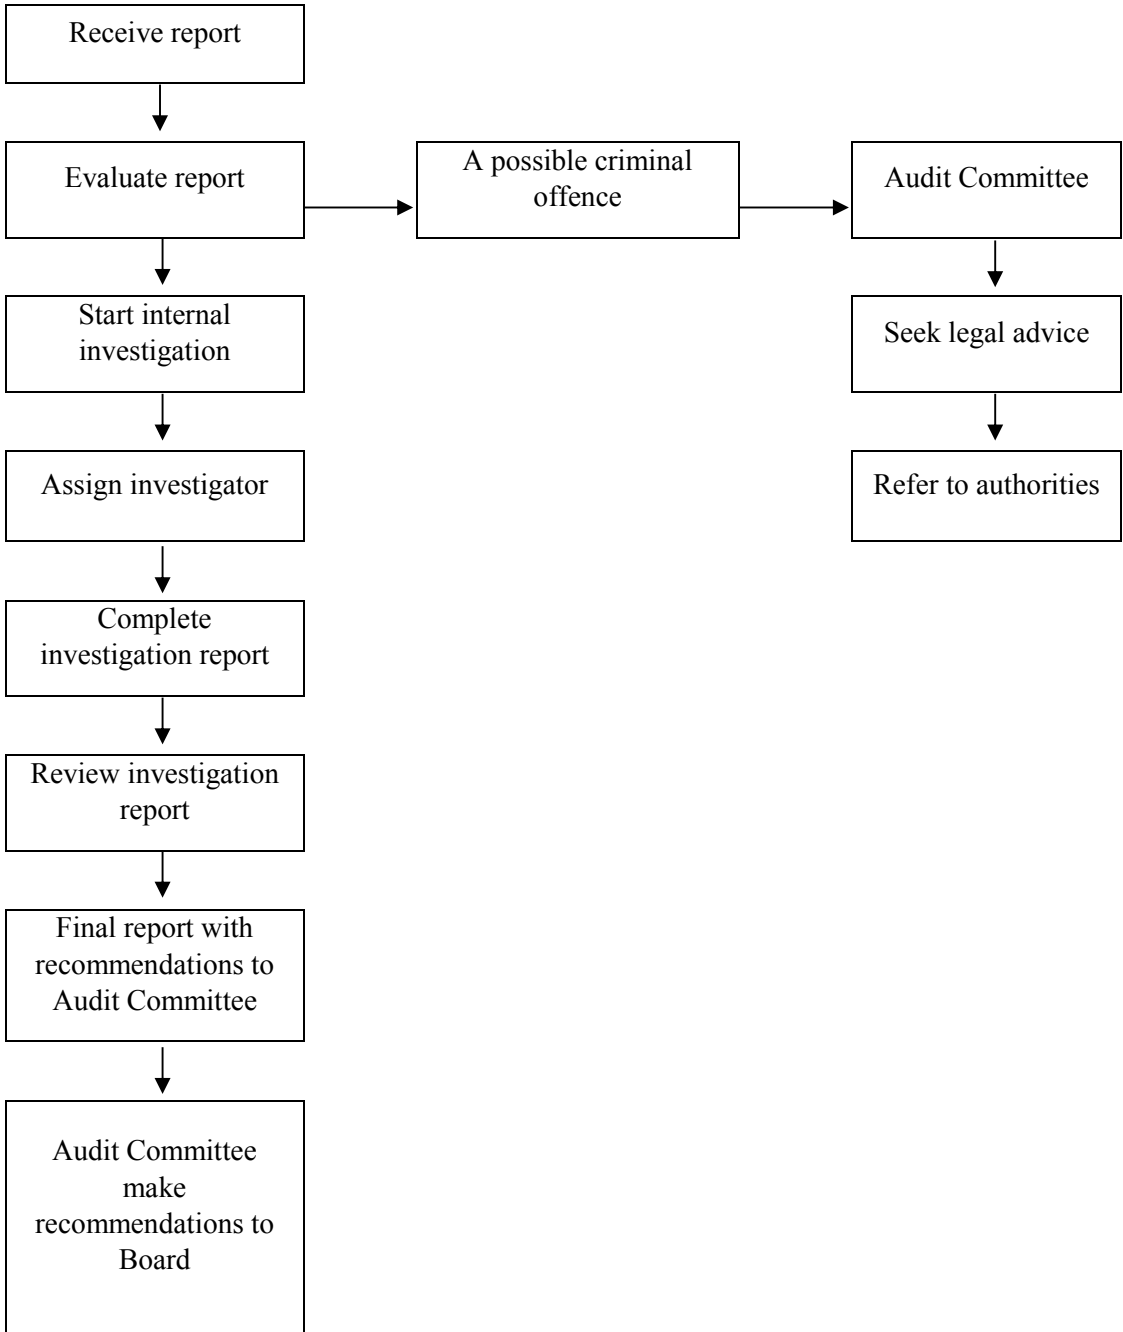 Receive report
Evaluate report
A possible criminal
offence
Audit Committee
Start internal
investigation
Seek legal advice
Assign investigator
Refer to authorities
Complete
investigation report
Review investigation
report
Final report with
recommendations to
Audit Committee
Audit Committee
make
recommendations to
Board